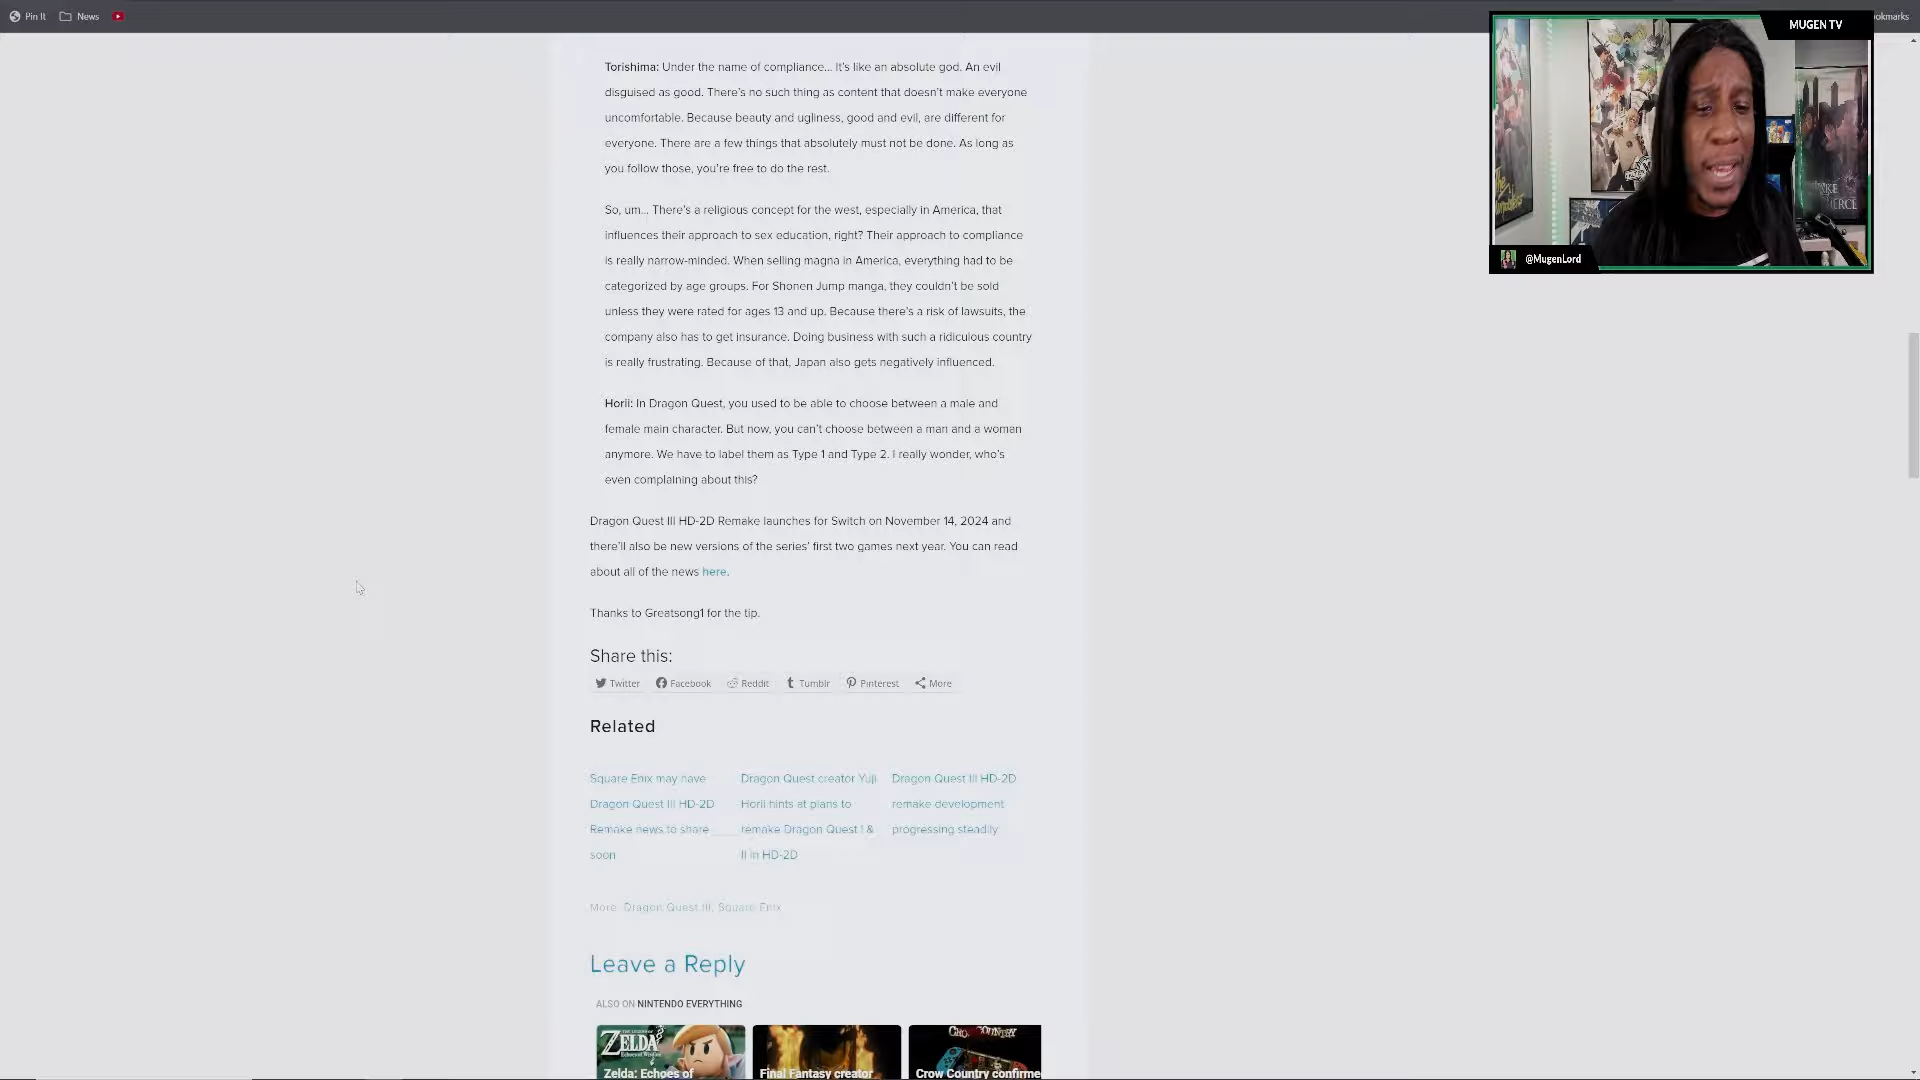 Pin It
News
okmarks
MUGEN TV
@MugenLord
Torishima: Under the name of compliance... It's like an absolute god. An evil
disguised as good. There's no such thing as content that doesn't make everyone
uncomfortable. Because beauty and ugliness, good and evil, are different for
everyone. There are a few things that absolutely must not be done. As long as
you follow those, you're free to do the rest.
So, um... There's a religious concept for the west, especially in America, that
influences their approach to sex education, right? Their approach to compliance
is really narrow-minded. When selling magna in America, everything had to be
categorized by age groups. For Shonen Jump manga, they couldn't be sold
unless they were rated for ages 13 and up. Because there's a risk of lawsuits, the
company also has to get insurance. Doing business with such a ridiculous country
is really frustrating. Because of that, Japan also gets negatively influenced.
Horii: In Dragon Quest, you used to be able to choose between a male and
female main character. But now, you can't choose between a man and a woman
anymore. We have to label them as Type 1 and Type 2. I really wonder, who's
even complaining about this?
Dragon Quest III HD-2D Remake launches for Switch on November 14, 2024 and
there'll also be new versions of the series' first two games next year. You can read
about all of the news here.
Thanks to Greatsong1 for the tip.
Share this:
Twitter Facebook Reddit Tumblr Pinterest More
Related
Square Enix may have
Dragon Quest III HD-2D
Remake news to share
soon
Dragon Quest creator Yuji
Horii hints at plans to
remake Dragon Quest I &
II in HD-2D
Dragon Quest III HD-2D
remake development
progressing steadily
More: Dragon Quest III, Square Enix
Leave a Reply
ALSO ON NINTENDO EVERYTHING
ZELDA
Zelda: Echoes of
Final Fantasy creator
CROW COUNTRY
Crow Country confirme